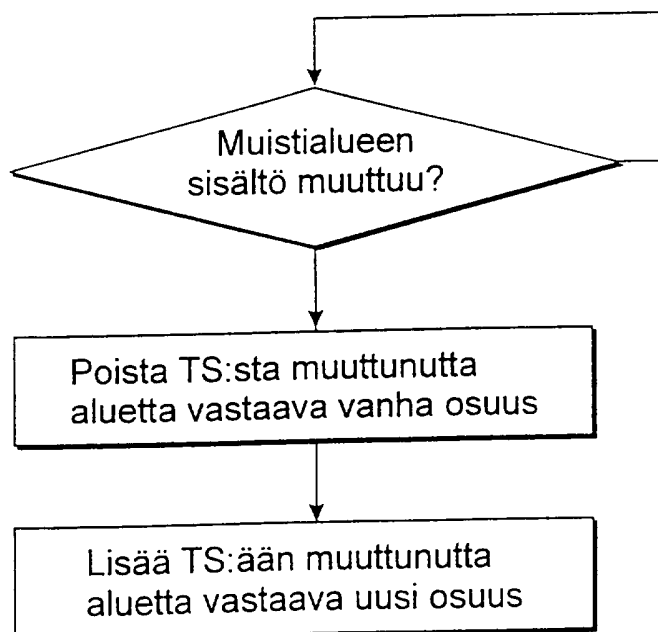 Muistialueen
sisältö muuttuu?
Poista TS:sta muuttunutta
aluetta vastaava vanha osuus
Lisää TS:ään muuttunutta
aluetta vastaava uusi osuus